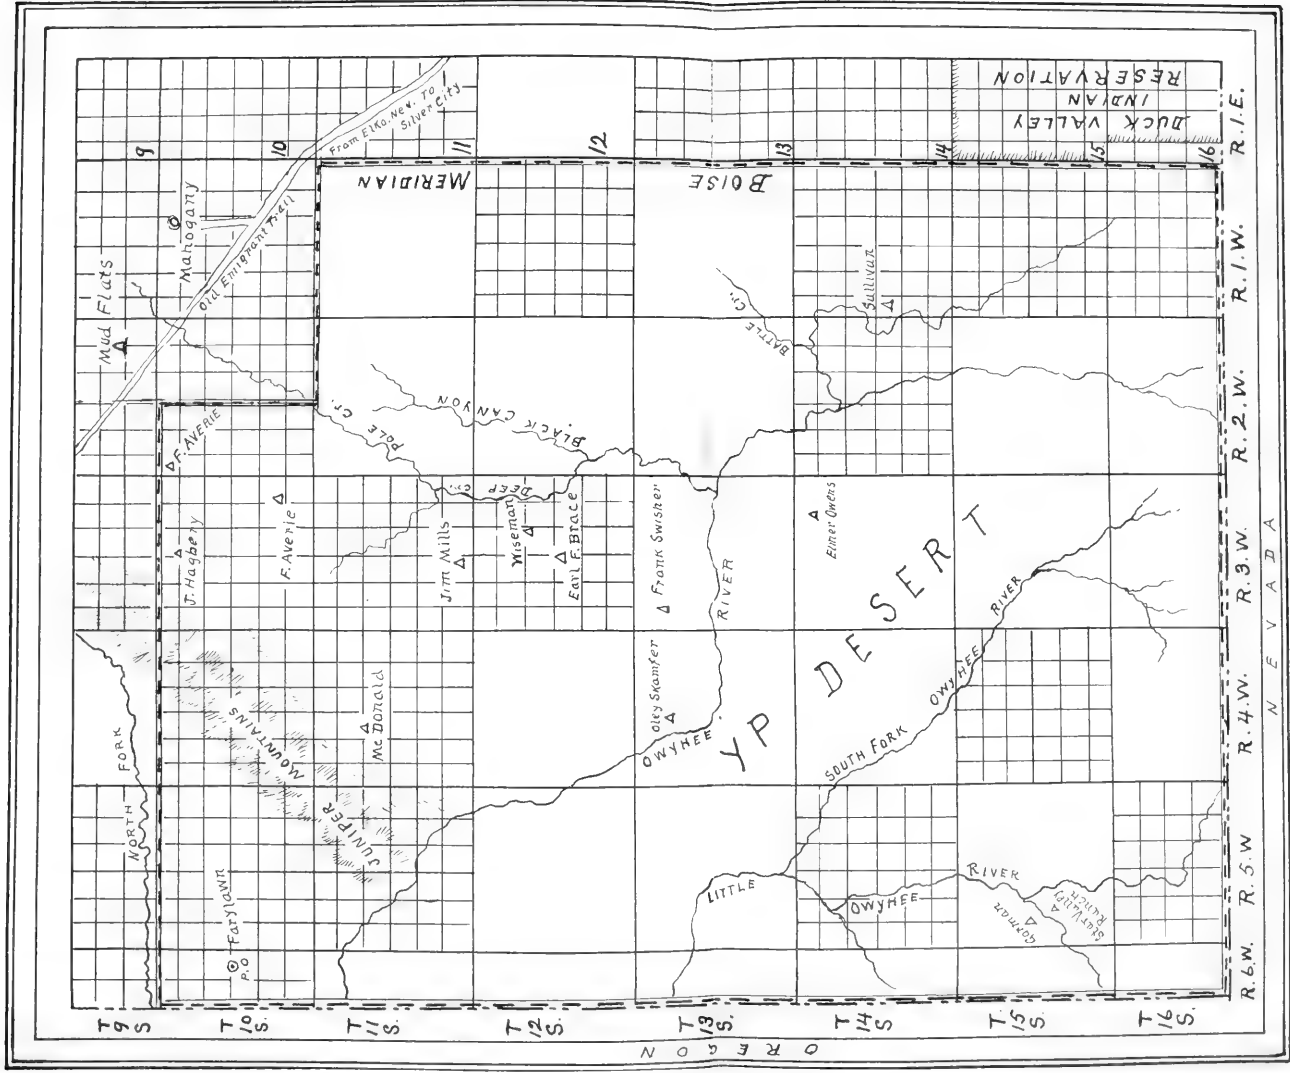 DUCK VALLEY
INDIAN
RESERVATION
From Elko, Nev. To
Silver City
9
10
11
12
13
14
15
16
MERIDIAN
BOISE
R.I.E.
Mahogany
Old Emigrant Trail
Mud Flats
Sullivan
BATTLE Cr.
R.I.W.
F. AVERIE
POLE Cr.
BLACK CANYON
R.2.W.
J. Hagbery
F. Averie
DEEP Cr.
Jim Mills
Wiseman
Earl F. Brace
Frank Swisher
RIVER
Elmer Owens
R.3.W.
YP DESERT
NORTH FORK
JUNIPER MOUNTAINS
McDonald
Oley Skamfer
OWYHEE
SOUTH FORK OWYHEE RIVER
R.4.W.
Farylawn
P.O
LITTLE
OWYHEE
RIVER
Gorman
Star Valley
Ranch
R.5.W
R.6.W.
T
9
S
T
10
S.
T
11
S.
T
12
S.
T
13
S.
T
14
S
T.
15
S.
T
16
S.
OREGON
NEVADA